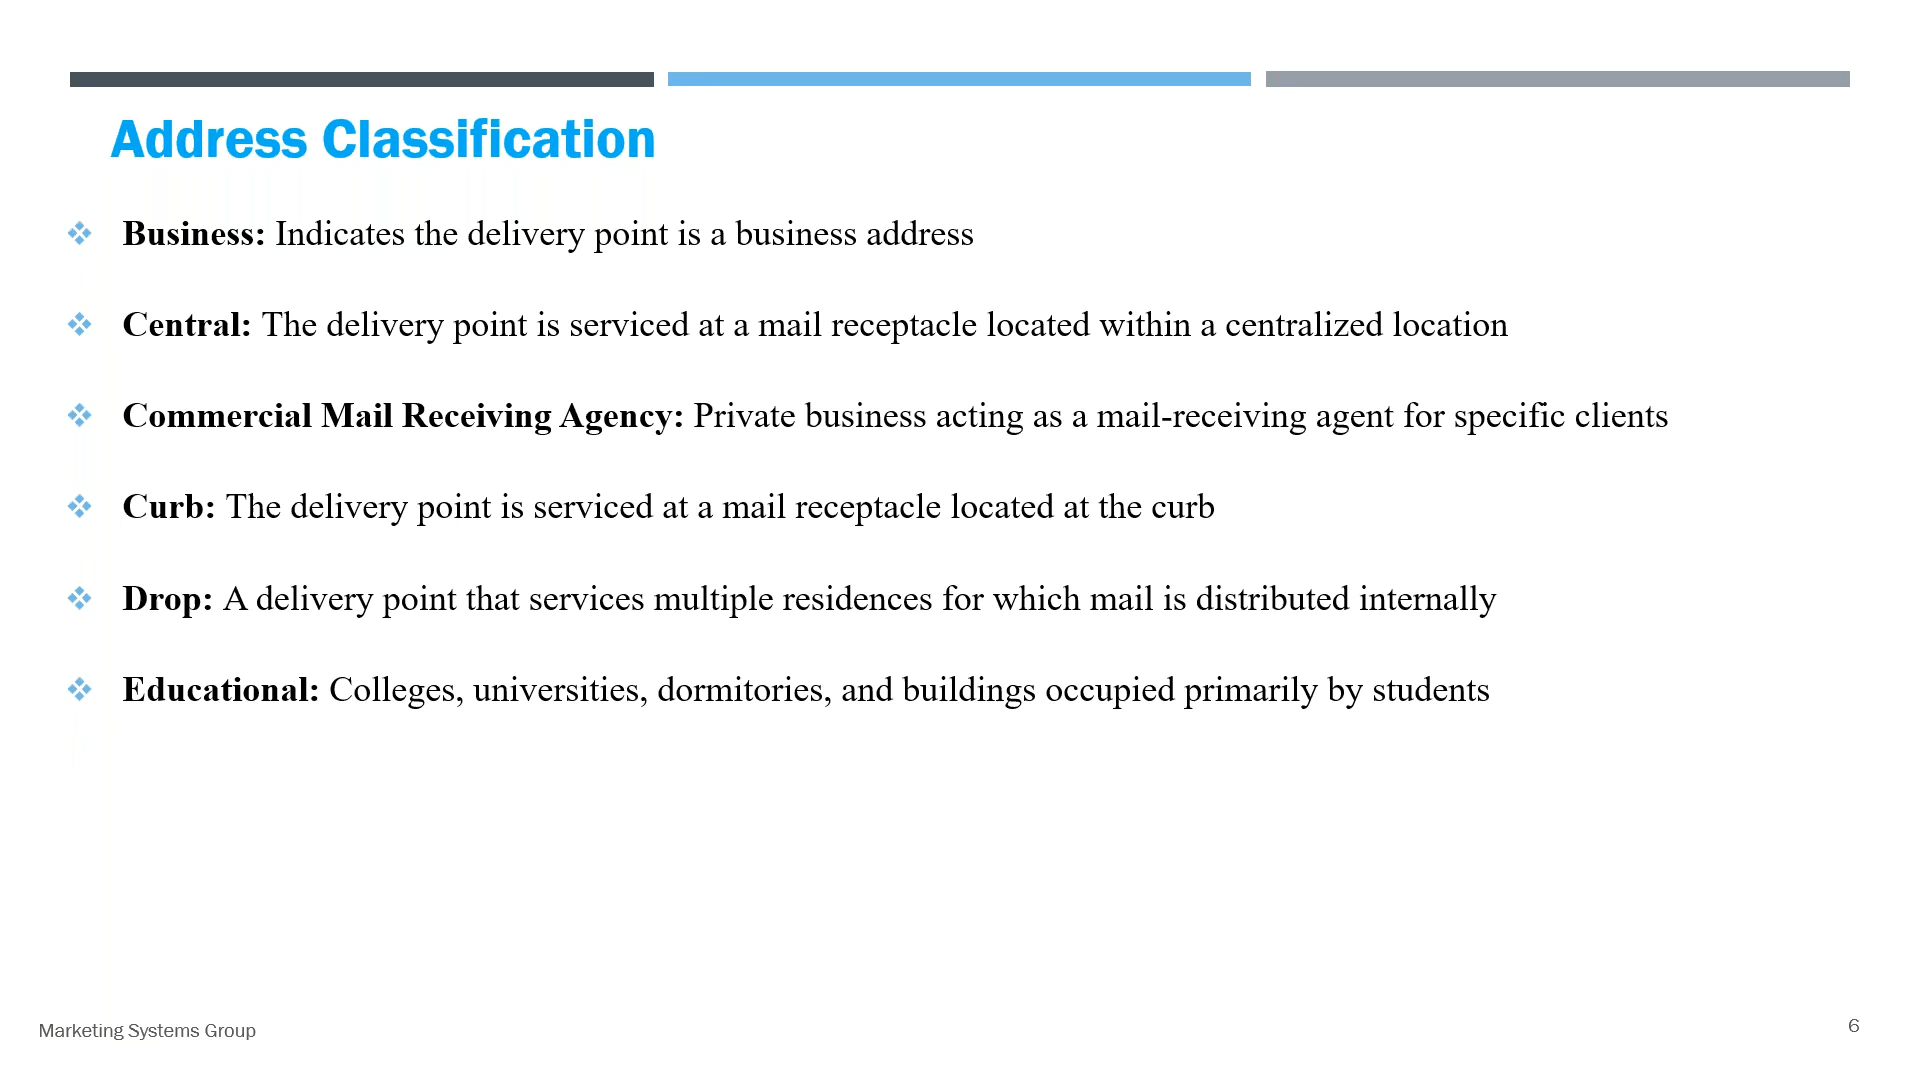 Address Classification
Business: Indicates the delivery point is a business address
Central: The delivery point is serviced at a mail receptacle located within a centralized location
Commercial Mail Receiving Agency: Private business acting as a mail-receiving agent for specific clients
Curb: The delivery point is serviced at a mail receptacle located at the curb
Drop: A delivery point that services multiple residences for which mail is distributed internally
Educational: Colleges, universities, dormitories, and buildings occupied primarily by students
Marketing Systems Group
6